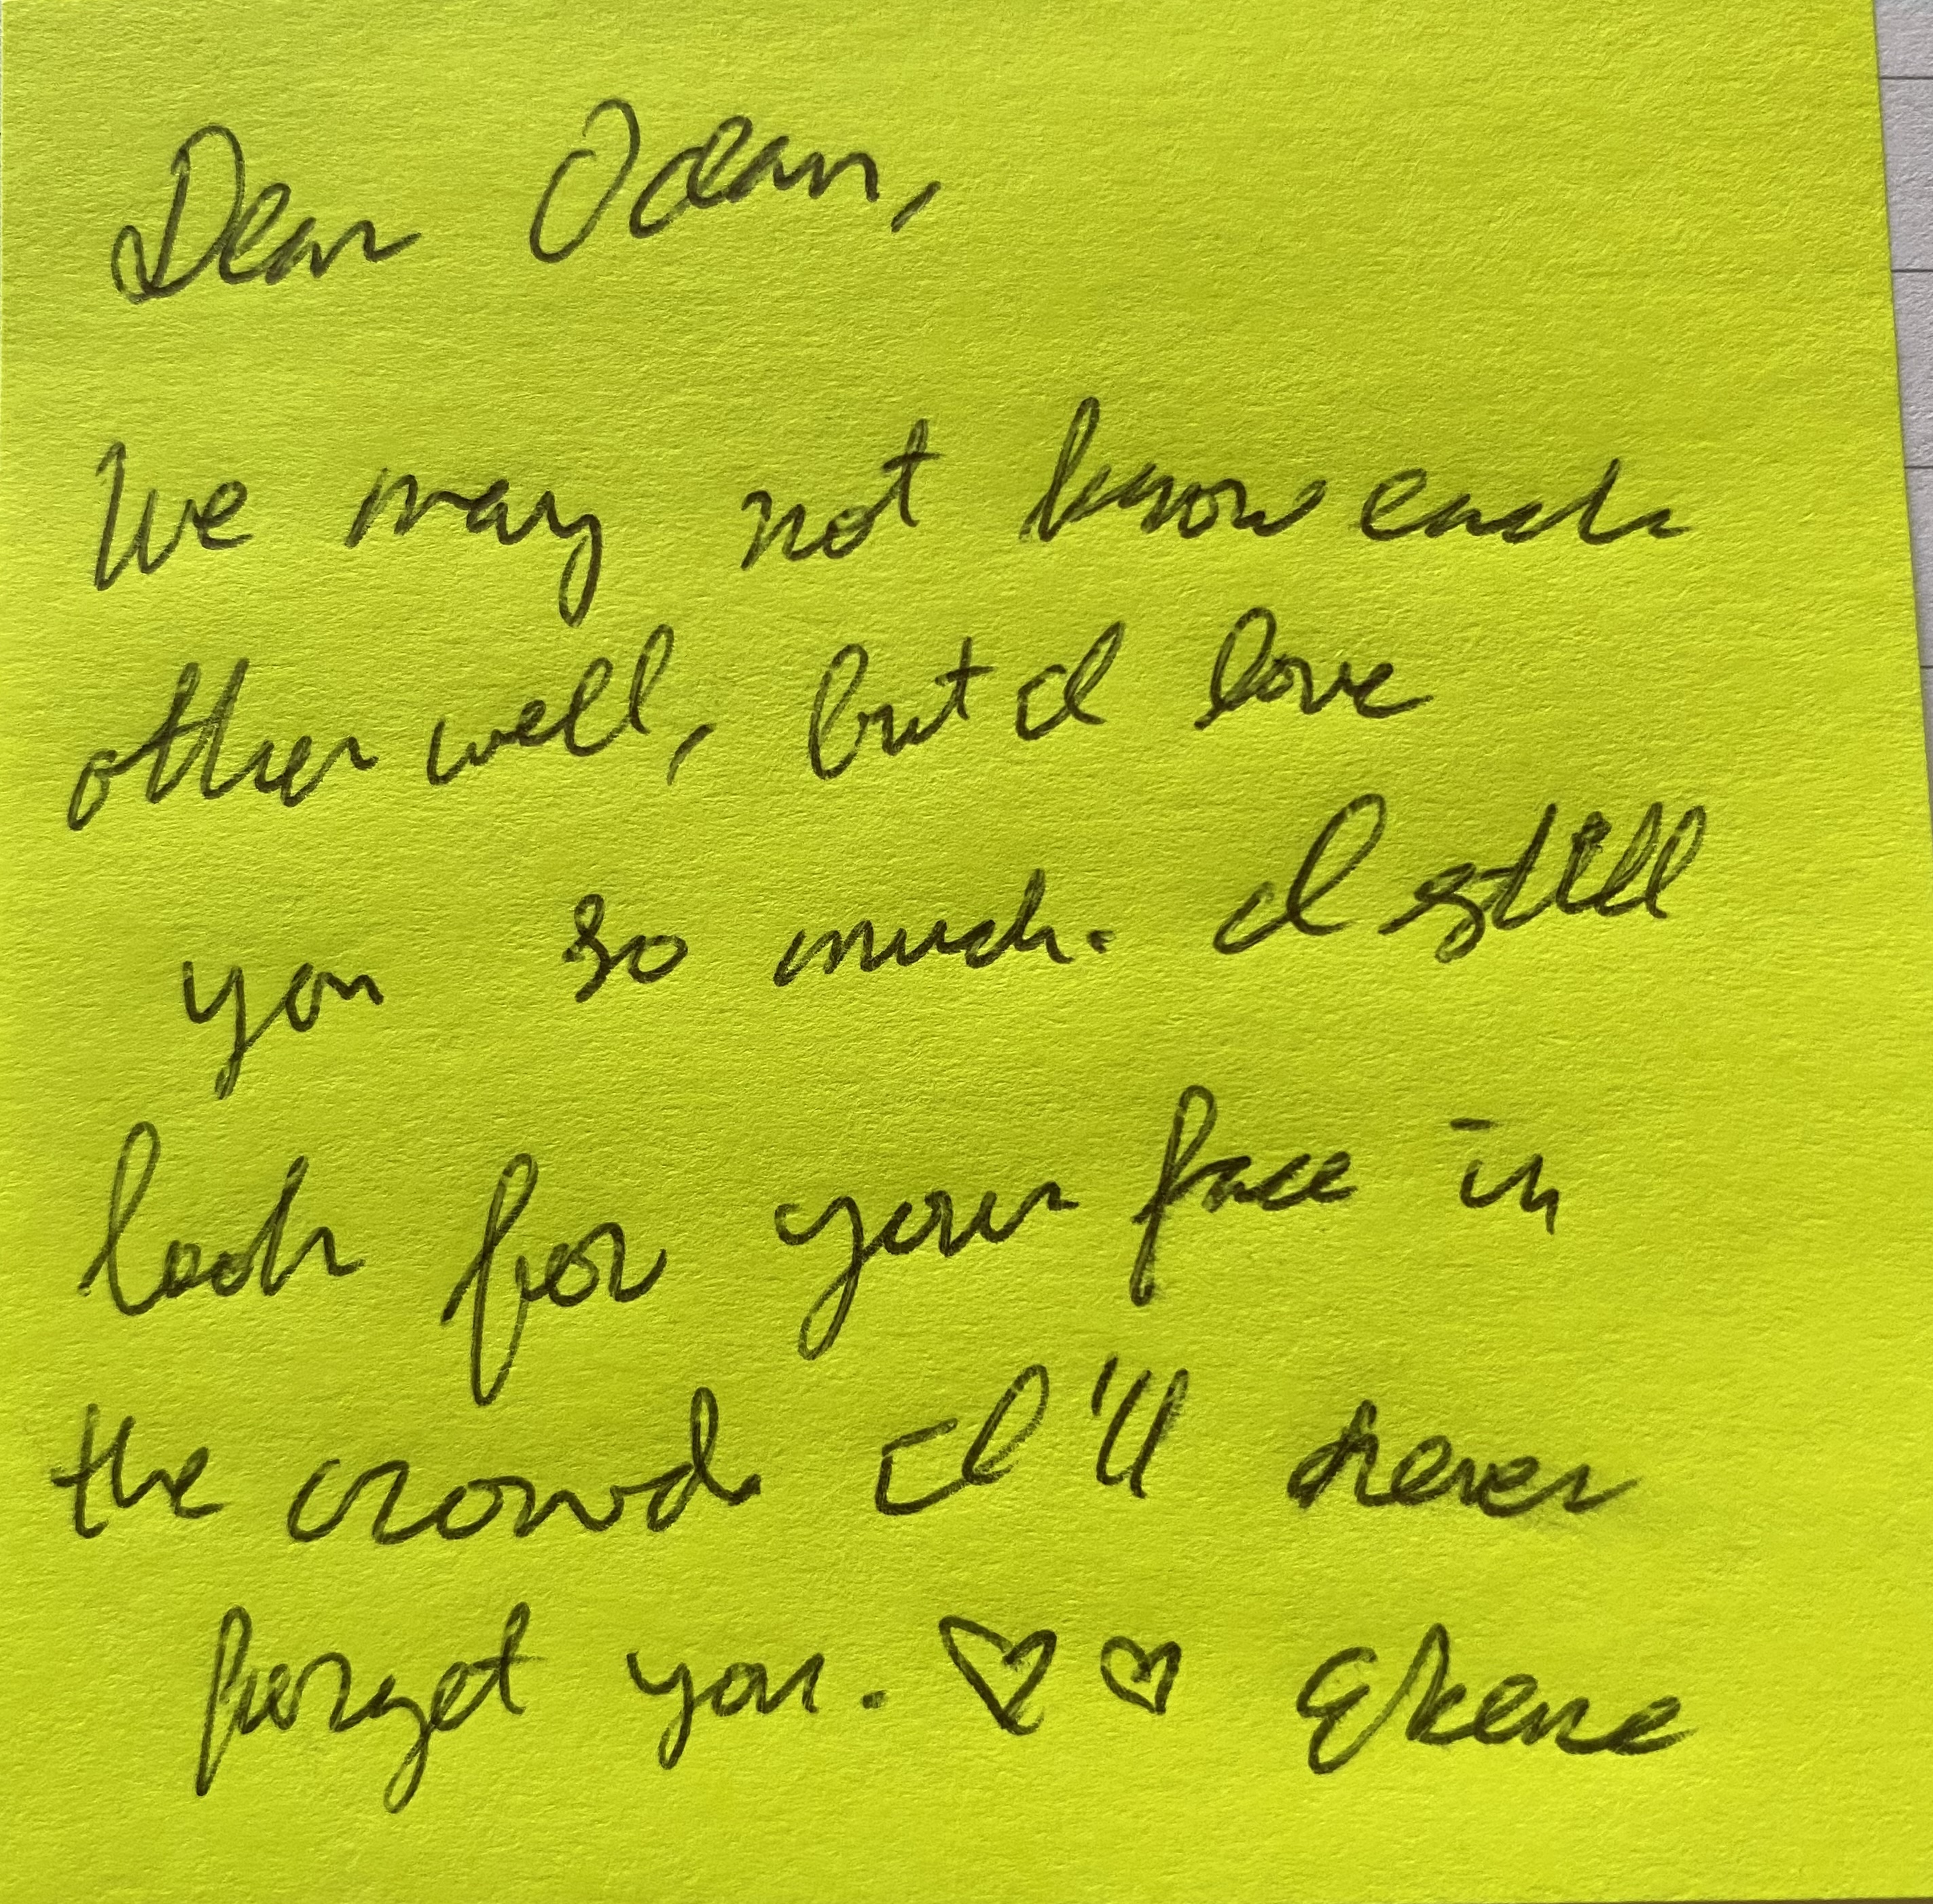 Dear Odean,
We may not know each
other well, but I love
you so much. I still
look for your face in
the crowd. I'll never
forget you. ♡♡ Ekene